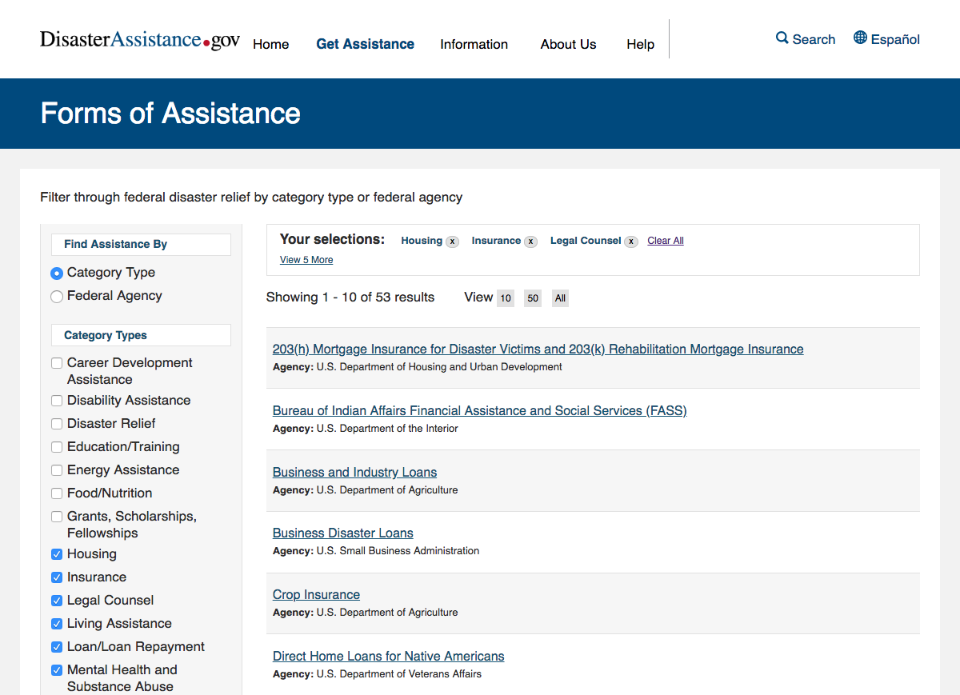 DisasterAssistance.gov
Home
Get Assistance
Information
About Us
Help
Search
Español
Forms of Assistance
Filter through federal disaster relief by category type or federal agency
Find Assistance By
Category Type
Federal Agency
Category Types
Career Development
Assistance
Disability Assistance
Disaster Relief
Education/Training
Energy Assistance
Food/Nutrition
Grants, Scholarships,
Fellowships
Housing
Insurance
Legal Counsel
Living Assistance
Loan/Loan Repayment
Mental Health and
Substance Abuse
Your selections: Housing x Insurance x Legal Counsel x Clear All
View 5 More
Showing 1 - 10 of 53 results View 10 50 All
203(h) Mortgage Insurance for Disaster Victims and 203(k) Rehabilitation Mortgage Insurance
Agency: U.S. Department of Housing and Urban Development
Bureau of Indian Affairs Financial Assistance and Social Services (FASS)
Agency: U.S. Department of the Interior
Business and Industry Loans
Agency: U.S. Department of Agriculture
Business Disaster Loans
Agency: U.S. Small Business Administration
Crop Insurance
Agency: U.S. Department of Agriculture
Direct Home Loans for Native Americans
Agency: U.S. Department of Veterans Affairs